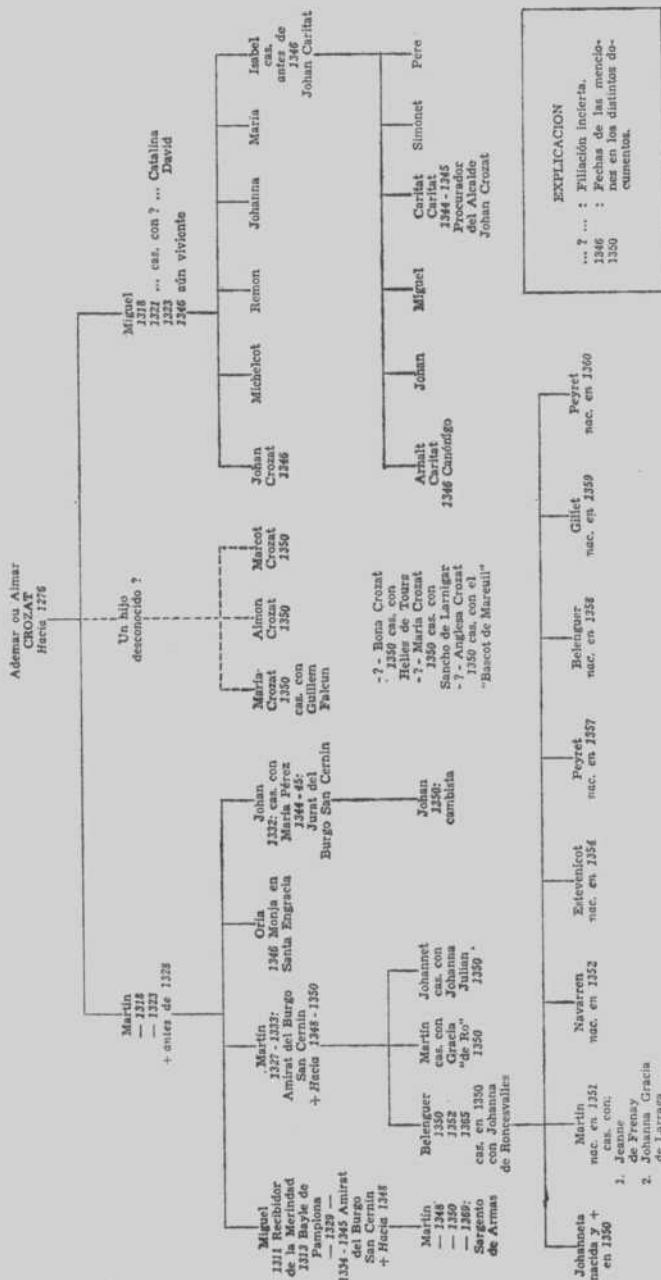 Ademar ou Aimar
CROZAT
Hacia 1276
Martín
— 1318
— 1323
+ antes de 1328
Un hijo
desconocido ?
Miguel
1318
1321 ... cas. con ? ... Catalina
1323 David
1346 aún viviente
Miguel
1311 Recibidor
de la Merindad
1313 Bayle de
Pamplona
— 1329 —
1334 - 1345 Amirat
del Burgo
San Cernin
+ Hacia 1348
Martin
1327 - 1333:
Amirat del Burgo
San Cernin
+ Hacia 1348 - 1350
Oria
1346 Monja en
Santa Engracia
Johan
1332: cas. con
María Pérez
1344 - 45:
Jurat del
Burgo San Cernin
María
Crozat
1350
cas. con
Guillem
Falcun
Aimon
Crozat
1350
Marcot
Crozat
1350
Johan
Crozat
1346
Michelcot
Remon
Johanna
María
Isabel
cas.
antes de
1346
Johan Caritat
Martín
— 1348
— 1350
— 1369:
Sargento
de Armas
Belenguer
1350
1352
1365
cas. en 1350
con Johanna
de Roncesvalles
Martin
cas. con
Gracia
"de Ro"
1350
Johannet
cas. con
Johanna
Julian
1350
Johan
1350:
cambista
- ? - Bona Crozat
1350 cas. con
Helies de Tours
- ? - María Crozat
1350 cas. con
Sancho de Larnigar
- ? - Anglesa Crozat
1350 cas. con el
"Bascot de Mareuil"
Arnalt
Caritat
1346 Canónigo
Johan
Miguel
Caritat
Caritat
1344 - 1345
Procurador
del Alcalde
Johan Crozat
Simonet
Pere
Johanneta
nacida y +
en 1350
Martin
nac. en 1351
cas. con:
1. Jeanne
de Frenay
2. Johanna Gracia
de Larraga
Navarren
nac. en 1352
Estevenicot
nac. en 1354
Peyret
nac. en 1357
Belenguer
nac. en 1358
Gillet
nac. en 1359
Peyret
nac. en 1360
EXPLICACION
... ? ... : Filiación incierta.
1346 : Fechas de las mencio-
1350 nes en los distintos do-
cumentos.